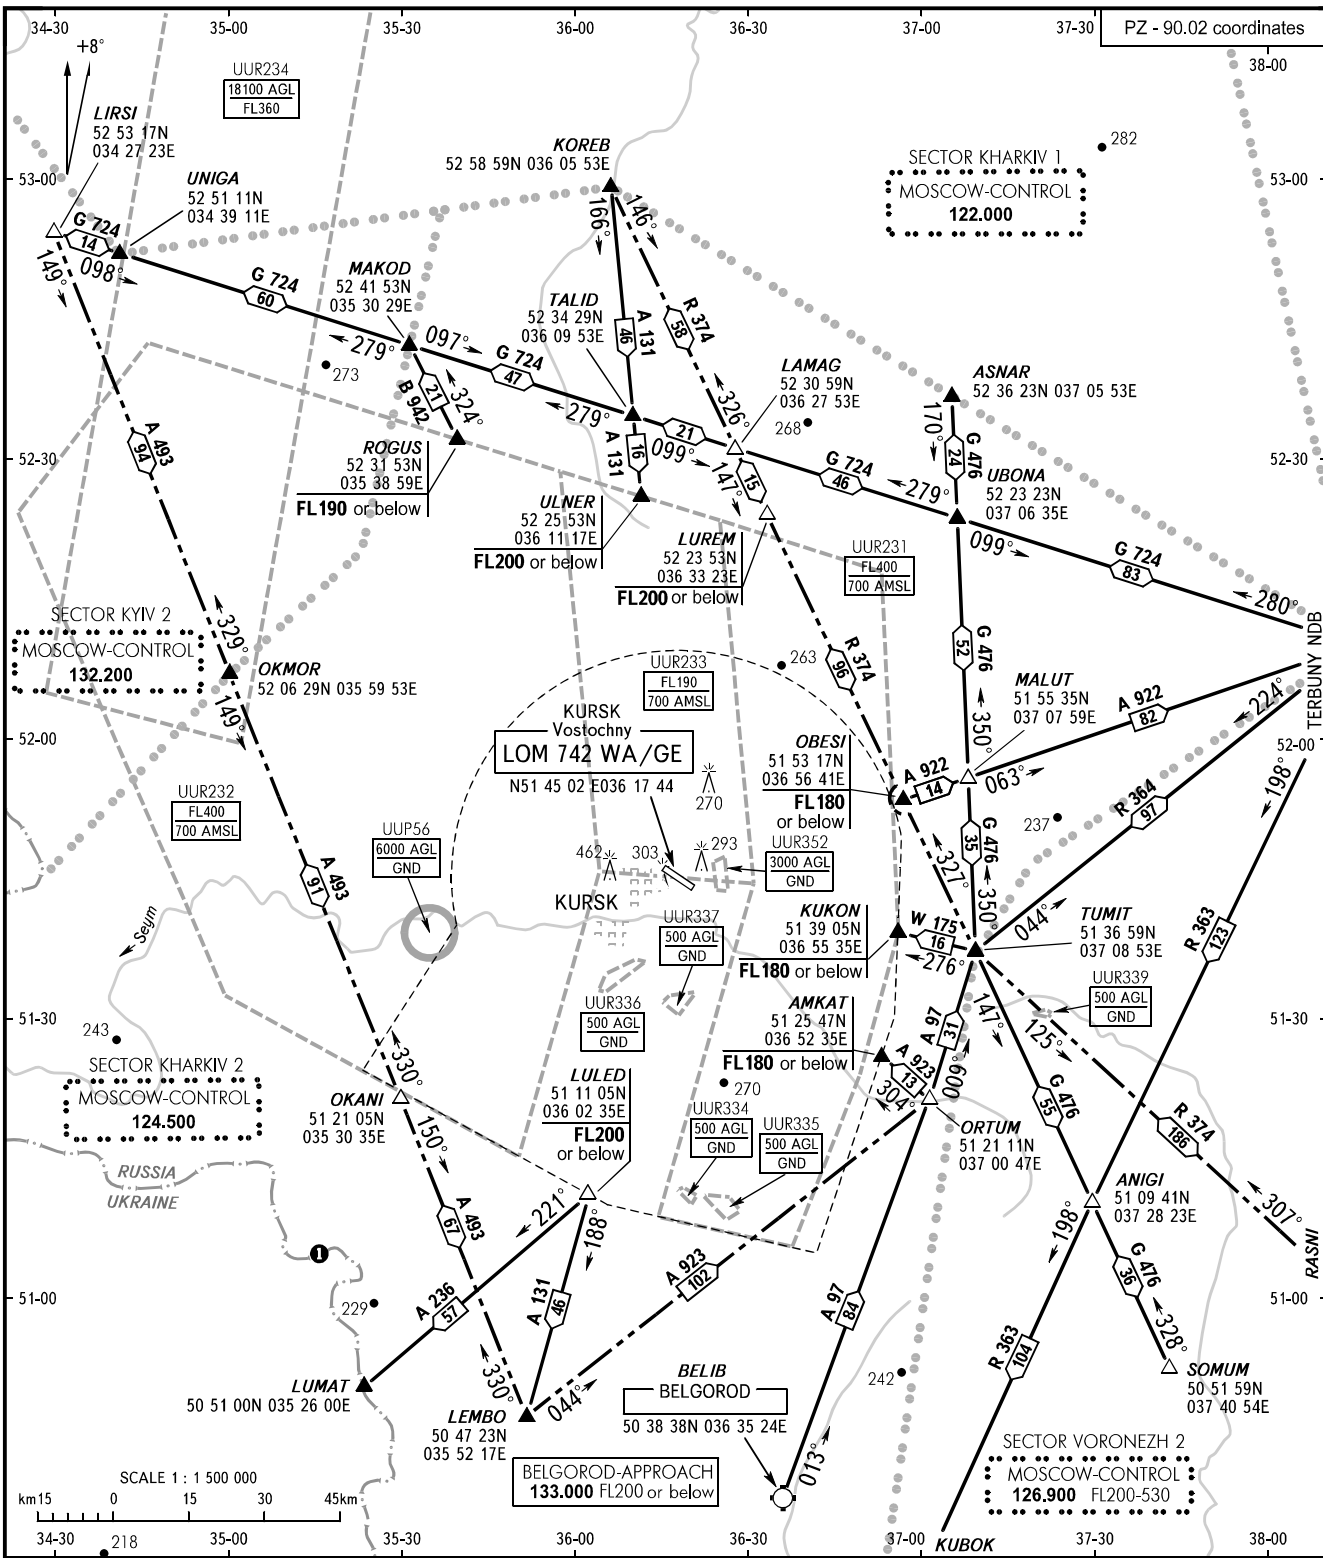 34-30
35-00
35-30
36-00
36-30
37-00
37-30
PZ - 90.02 coordinates
38-00
+8°
UUR234
18100 AGL
FL360
LIRSI
52 53 17N
034 27 23E
KOREB
52 58 59N 036 05 53E
282
SECTOR KHARKIV 1
MOSCOW-CONTROL
122.000
53-00
53-00
UNIGA
52 51 11N
034 39 11E
G 724
14
098°
149°
166°
146°
G 724
60
MAKOD
52 41 53N
035 30 29E
TALID
52 34 29N
036 09 53E
46
A 131
R 374
58
279°
097°
G 724
47
273
21
B 942
324°
279°
LAMAG
52 30 59N
036 27 53E
326°
268
ASNAR
52 36 23N 037 05 53E
170°
G 476
24
A 493
94
ROGUS
52 31 53N
035 38 59E
FL190 or below
52-30
52-30
A 131
16
21
099°
147°
15
G 724
46
279°
UBONA
52 23 23N
037 06 35E
ULNER
52 25 53N
036 11 17E
FL200 or below
LUREM
52 23 53N
036 33 23E
FL200 or below
UUR231
FL400
700 AMSL
099°
G 724
83
280°
TERBUNY NDB
SECTOR KYIV 2
MOSCOW-CONTROL
132.200
329°
OKMOR
52 06 29N 035 59 53E
149°
UUR233
FL190
700 AMSL
263
R 374
96
52
G 476
MALUT
51 55 35N
037 07 59E
350°
A 922
82
224°
KURSK
Vostochny
LOM 742 WA/GE
N51 45 02 E036 17 44
270
OBESI
51 53 17N
036 56 41E
FL180
or below
52-00
52-00
A 922
14
063°
198°
UUR232
FL400
700 AMSL
UUP56
6000 AGL
GND
G 476
35
R 364
97
237
462
303
293
UUR352
3000 AGL
GND
327°
350°
KURSK
A 493
91
Seym
UUR337
500 AGL
GND
KUKON
51 39 05N
036 55 35E
FL180 or below
W 175
16
276°
044°
TUMIT
51 36 59N
037 08 53E
R 363
123
UUR336
500 AGL
GND
AMKAT
51 25 47N
036 52 35E
FL180 or below
A 97
31
147°
125°
UUR339
500 AGL
GND
51-30
51-30
243
SECTOR KHARKIV 2
MOSCOW-CONTROL
124.500
330°
OKANI
51 21 05N
035 30 35E
150°
LULED
51 11 05N
036 02 35E
FL200
or below
270
A 923
13
304°
009°
ORTUM
51 21 11N
037 00 47E
G 476
55
R 374
186
UUR334
500 AGL
GND
UUR335
500 AGL
GND
RUSSIA
UKRAINE
1
A 493
67
221°
188°
ANIGI
51 09 41N
037 28 23E
198°
307°
RASNI
A 923
102
229
A 236
57
A 131
46
A 97
84
G 476
36
51-00
51-00
328°
R 363
104
LUMAT
50 51 00N 035 26 00E
330°
044°
LEMBO
50 47 23N
035 52 17E
BELIB
BELGOROD
50 38 38N 036 35 24E
242
SOMUM
50 51 59N
037 40 54E
013°
BELGOROD-APPROACH
133.000 FL200 or below
SECTOR VORONEZH 2
MOSCOW-CONTROL
126.900 FL200-530
SCALE 1 : 1 500 000
km15 0 15 30 45km
KUBOK
218
34-30
35-00
35-30
36-00
36-30
37-00
37-30
38-00